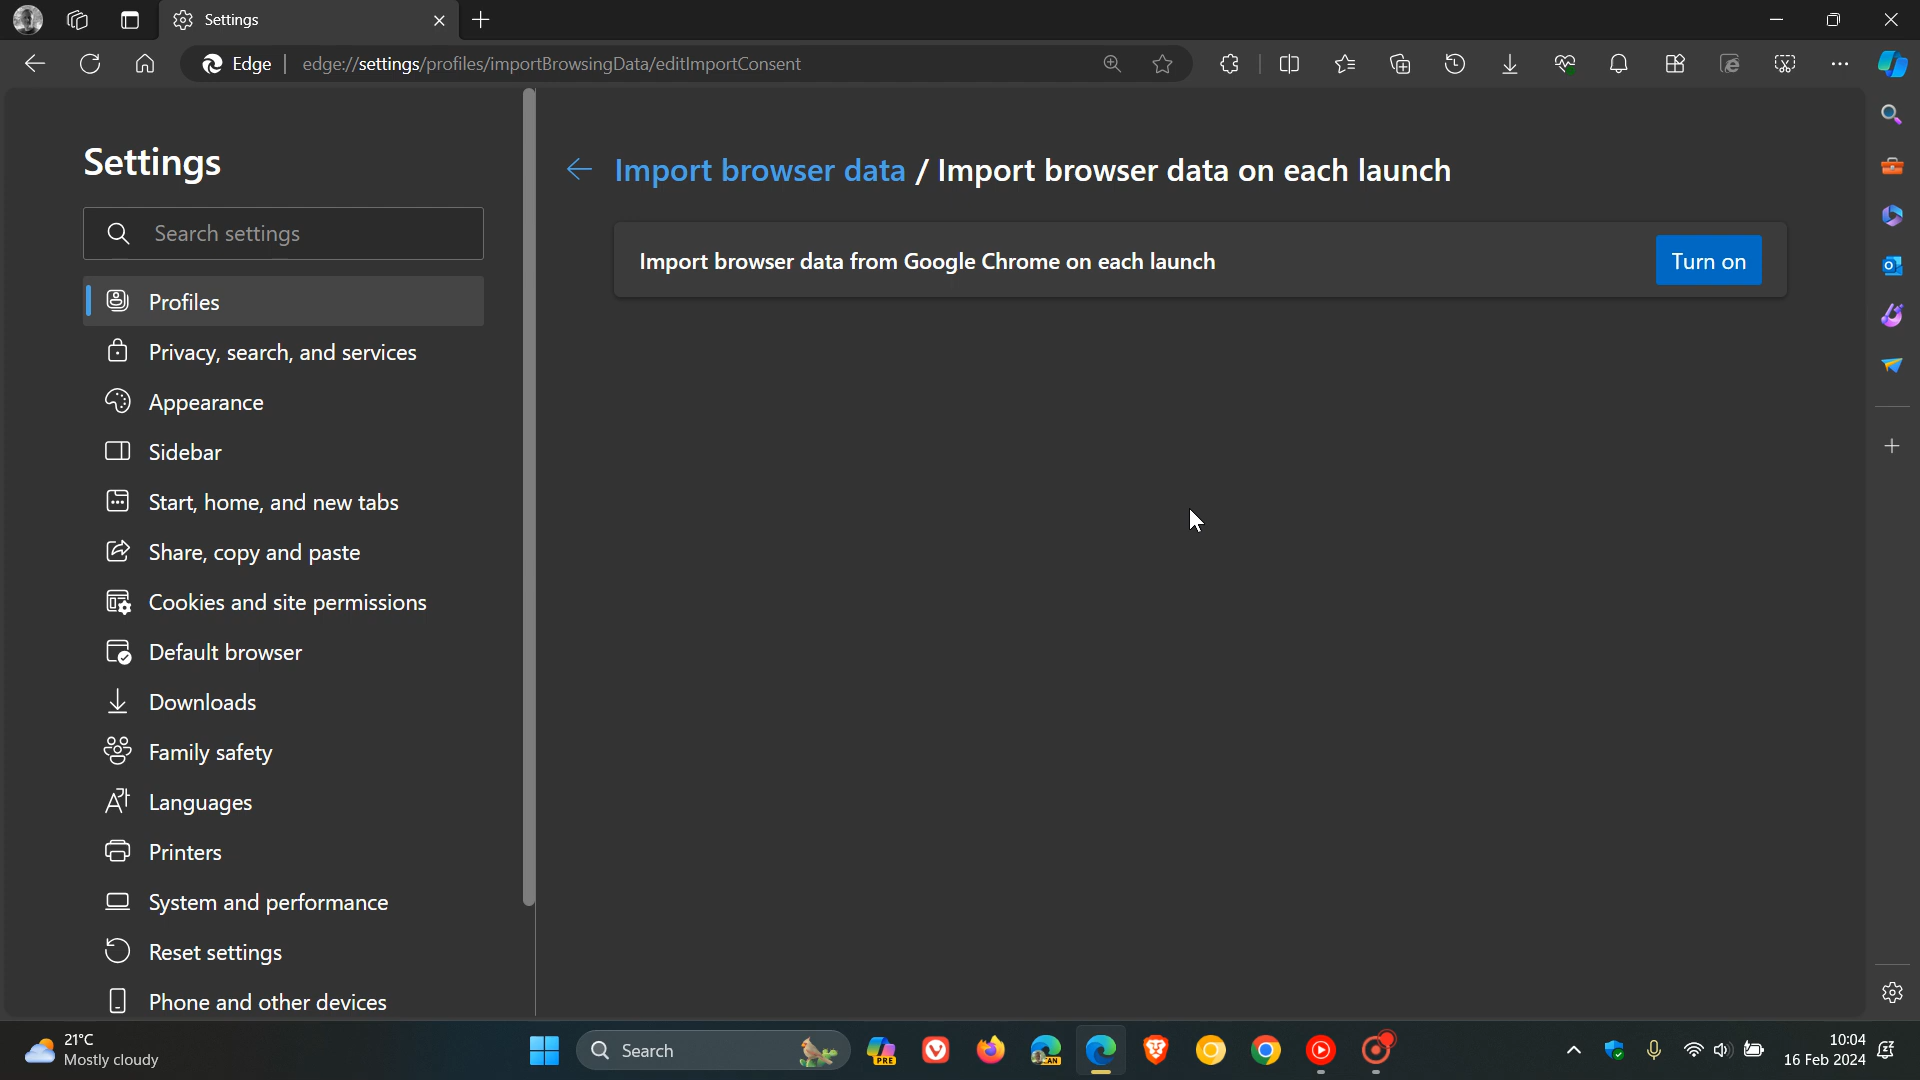 Settings
Edge
edge://settings/profiles/importBrowsingData/editImportConsent
Settings
Search settings
Profiles
Privacy, search, and services
Appearance
Sidebar
Start, home, and new tabs
Share, copy and paste
Cookies and site permissions
Default browser
Downloads
Family safety
Languages
Printers
System and performance
Reset settings
Phone and other devices
Import browser data / Import browser data on each launch
Import browser data from Google Chrome on each launch
Turn on
21°C
Mostly cloudy
Search
PRE
CAN
10:04
16 Feb 2024